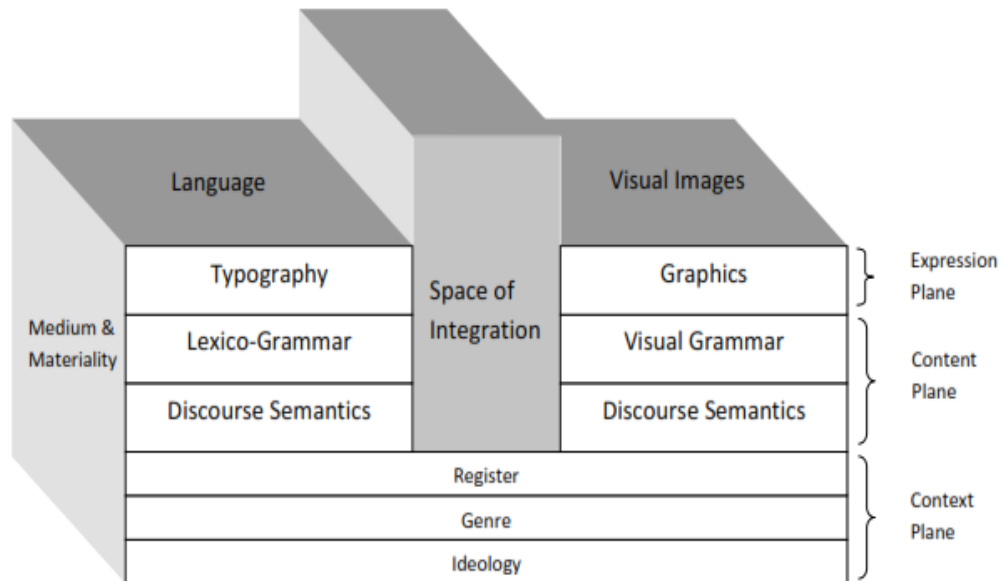 Language
Visual Images
Typography
Graphics
Expression
Plane
Space of
Integration
Medium &
Materiality
Lexico-Grammar
Visual Grammar
Content
Plane
Discourse Semantics
Discourse Semantics
Register
Genre
Context
Plane
Ideology